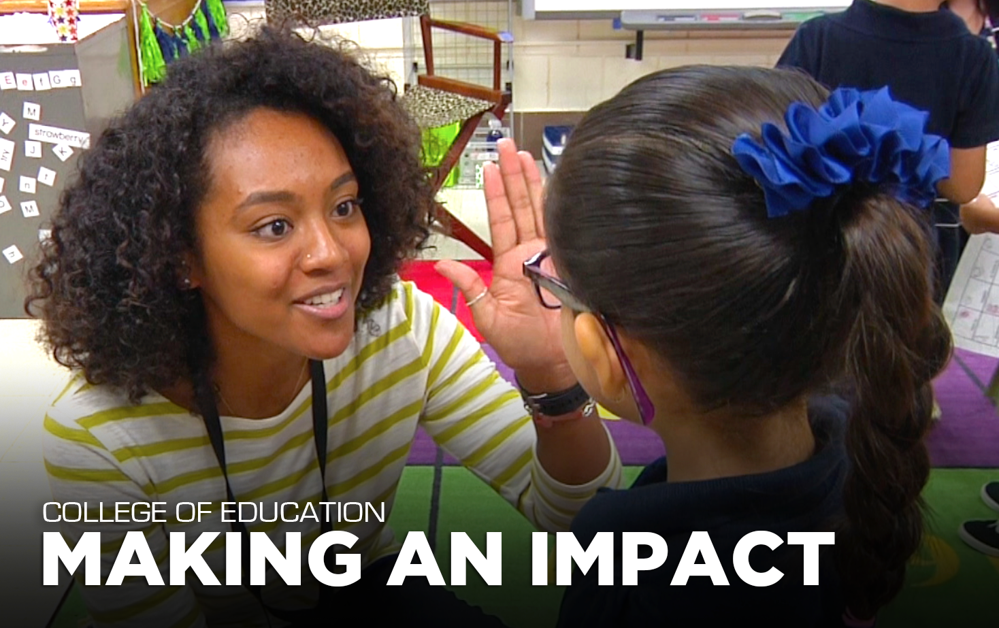 E e f G g
M
strawberry
J K
n t
M
n
COLLEGE OF EDUCATION
MAKING AN IMPACT